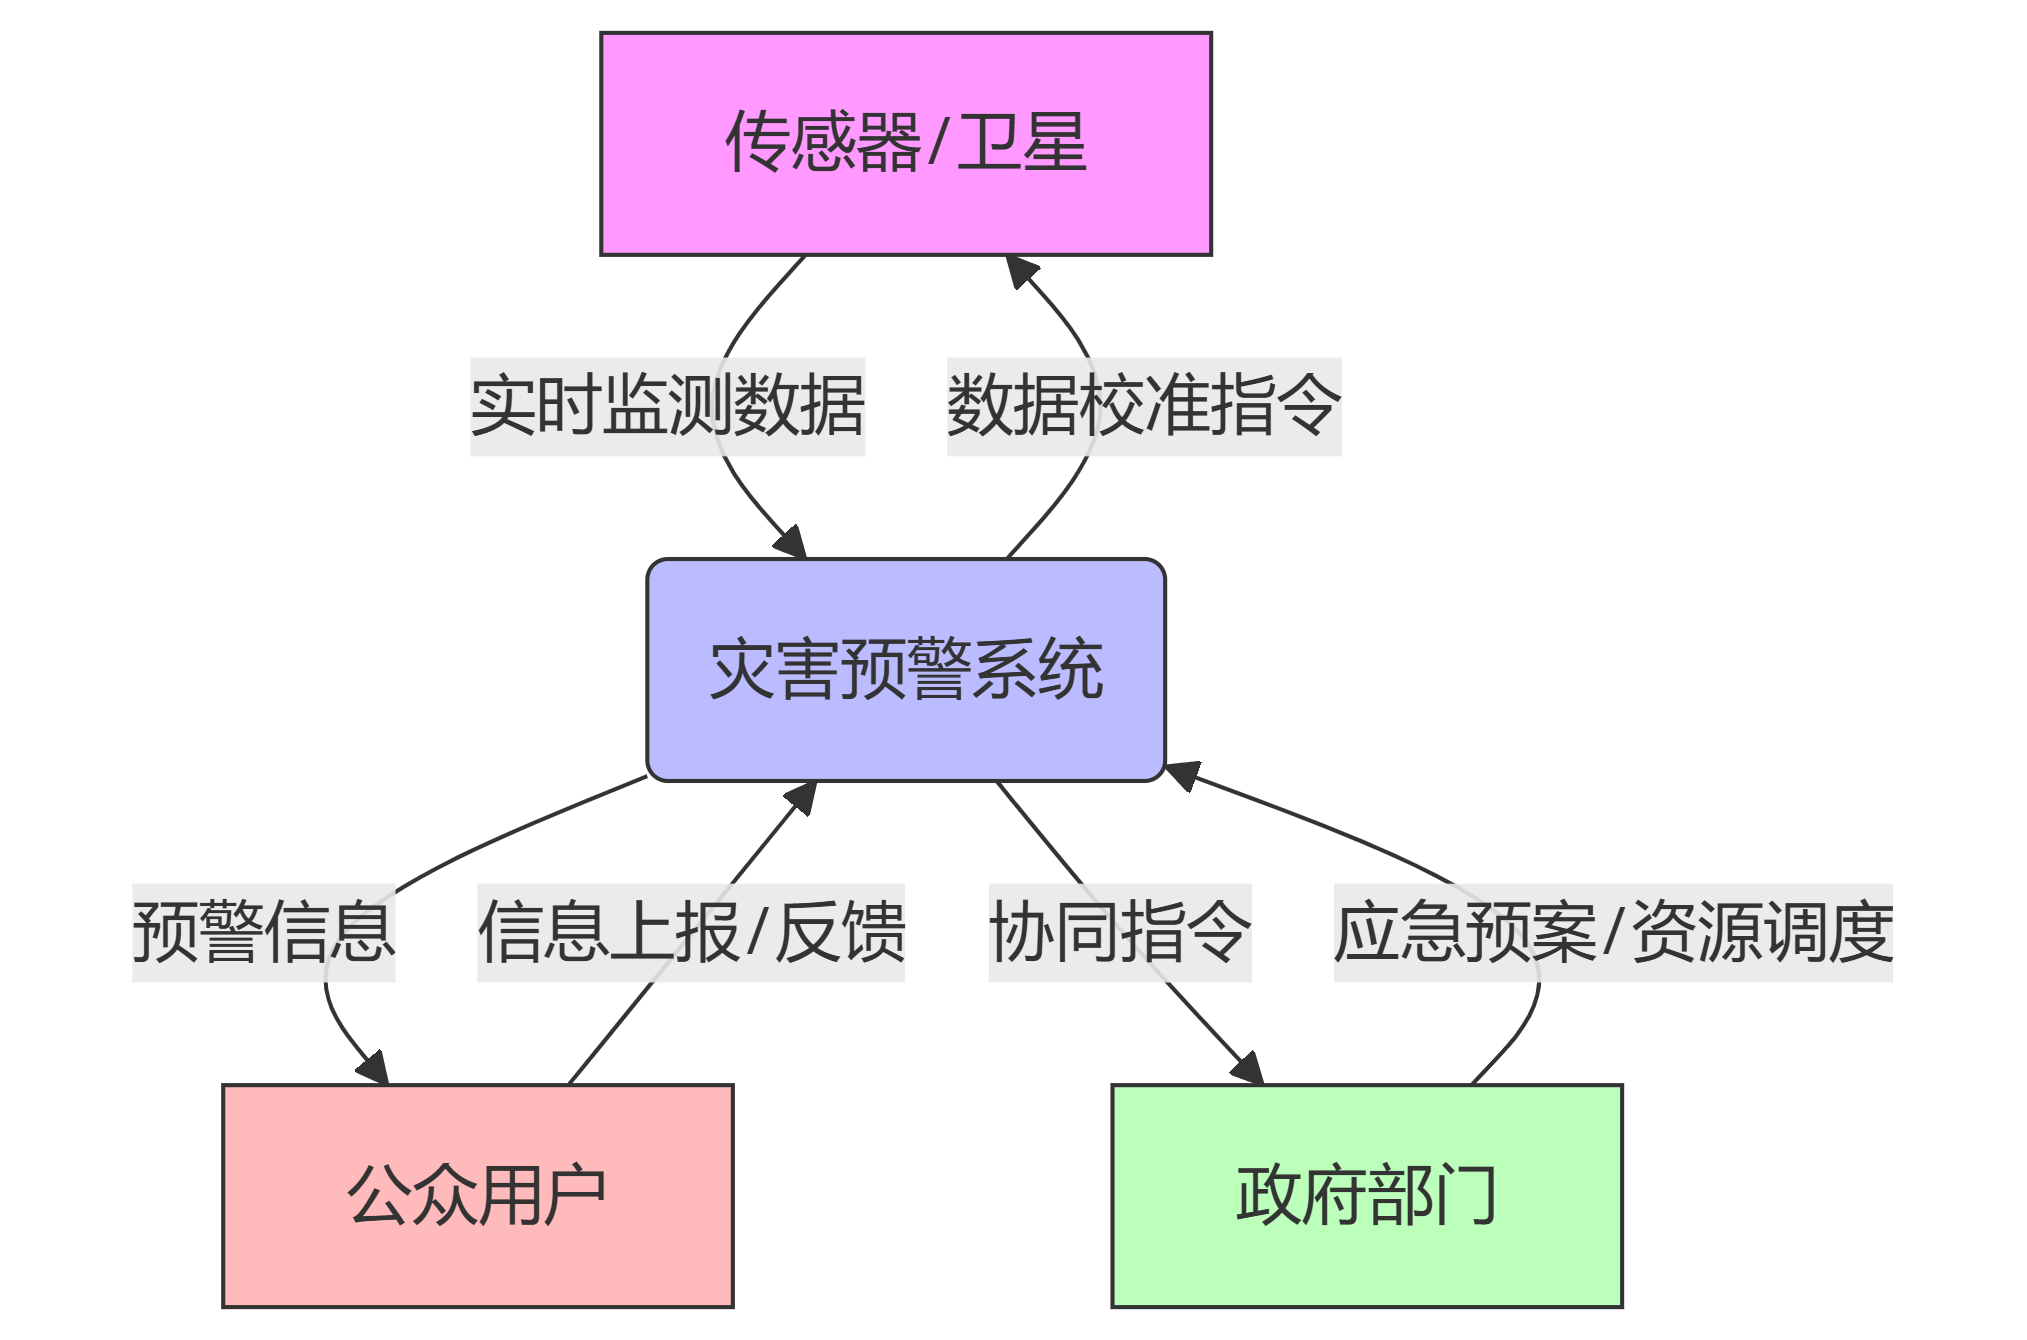 传感器/卫星
实时监测数据
数据校准指令
灾害预警系统
预警信息
信息上报/反馈
协同指令
应急预案/资源调度
公众用户
政府部门